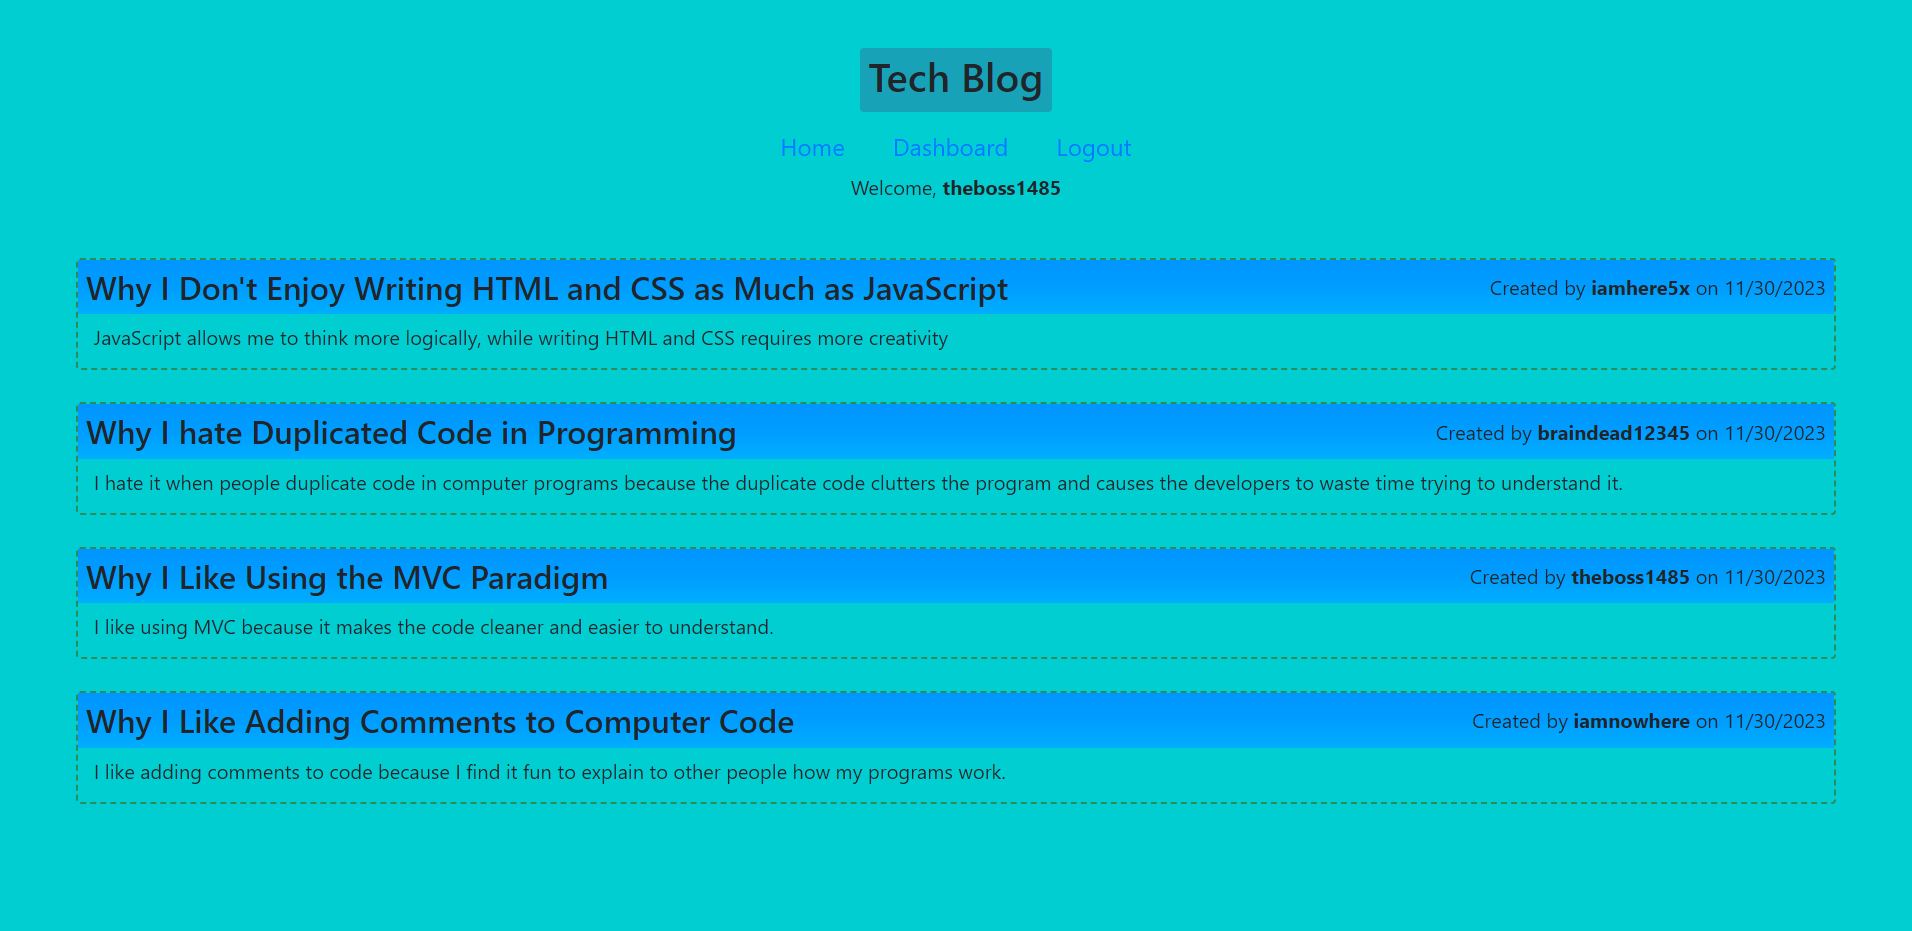 Tech Blog
Home Dashboard Logout
Welcome, theboss1485
Why I Don't Enjoy Writing HTML and CSS as Much as JavaScript Created by iamhere5x on 11/30/2023
JavaScript allows me to think more logically, while writing HTML and CSS requires more creativity
Why I hate Duplicated Code in Programming Created by braindead12345 on 11/30/2023
I hate it when people duplicate code in computer programs because the duplicate code clutters the program and causes the developers to waste time trying to understand it.
Why I Like Using the MVC Paradigm Created by theboss1485 on 11/30/2023
I like using MVC because it makes the code cleaner and easier to understand.
Why I Like Adding Comments to Computer Code Created by iamnowhere on 11/30/2023
I like adding comments to code because I find it fun to explain to other people how my programs work.